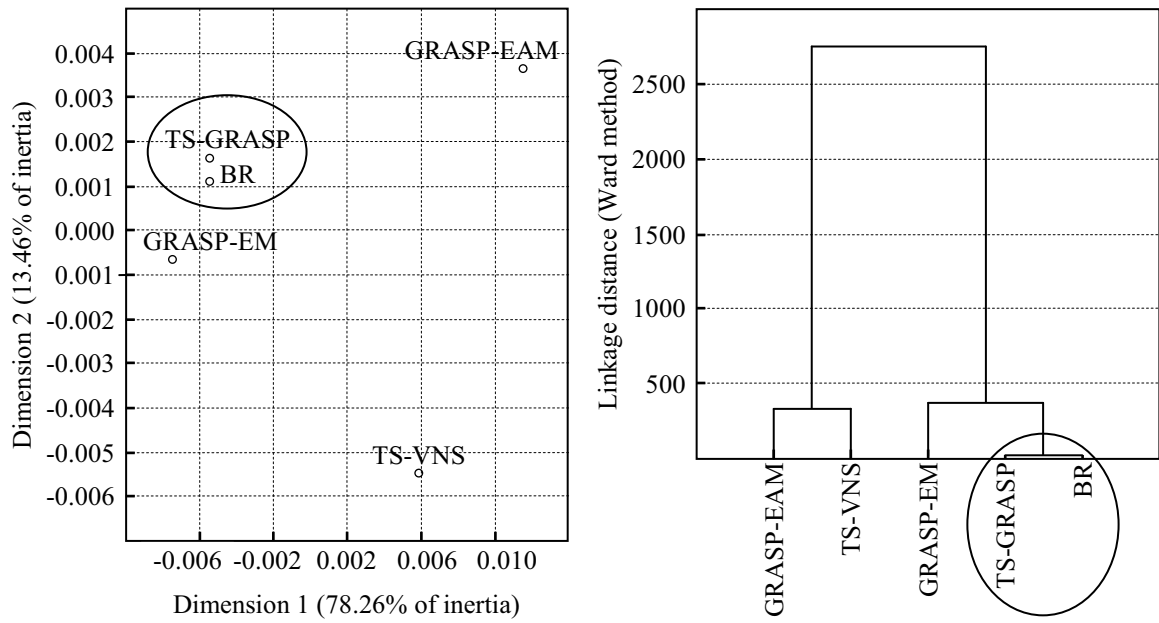 0.004
0.003
0.002
0.001
0.000
0.001
-0.002
-0.003
-0.004
-0.005
-0.006
Dimension 2 (13.46% of inertia)
GRASP-EAM
TS-GRASP
BR
GRASP-EM
TS-VNS
-0.006 -0.002 0.002 0.006 0.010
Dimension 1 (78.26% of inertia)
Linkage distance (Ward method)
2500
2000
1500
1000
500
GRASP-EAM
TS-VNS
GRASP-EM
TS-GRASP
BR